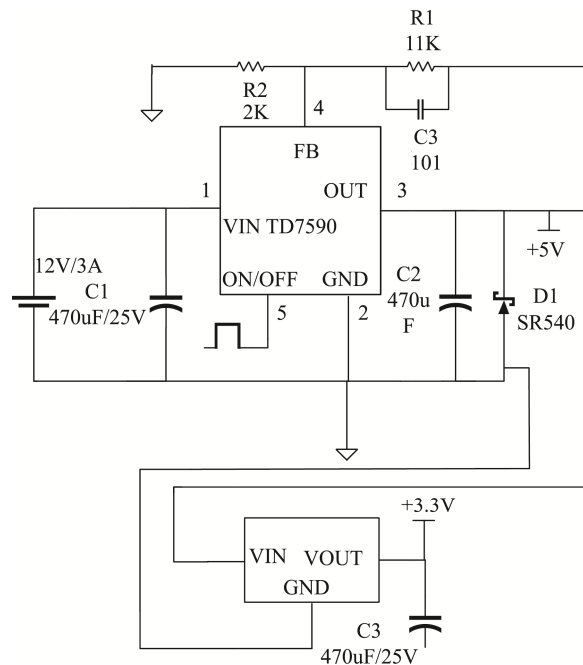 R1
11K
R2
2K
4
C3
101
FB
1
OUT
3
VIN TD7590
+5V
12V/3A
C1
470uF/25V
ON/OFF
GND
C2
470u
F
D1
SR540
5
2
+3.3V
VIN
VOUT
GND
C3
470uF/25V